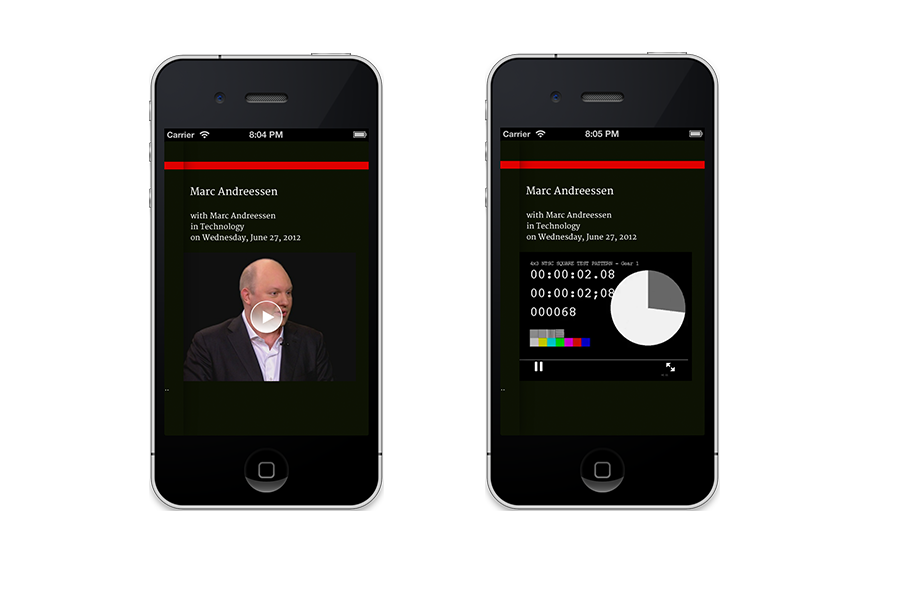 Carrier 8:04 PM
Marc Andreessen
with Marc Andreessen
in Technology
on Wednesday, June 27, 2012
..
Carrier 8:05 PM
Marc Andreessen
with Marc Andreessen
in Technology
on Wednesday, June 27, 2012
4x3 NTSC SQUARE TEST PATTERN - Gear 1
00:00:02.08
00:00:02;08
000068
..